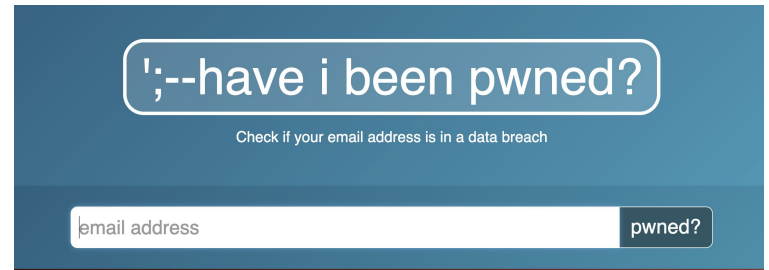 ';--have i been pwned?
Check if your email address is in a data breach
email address
pwned?